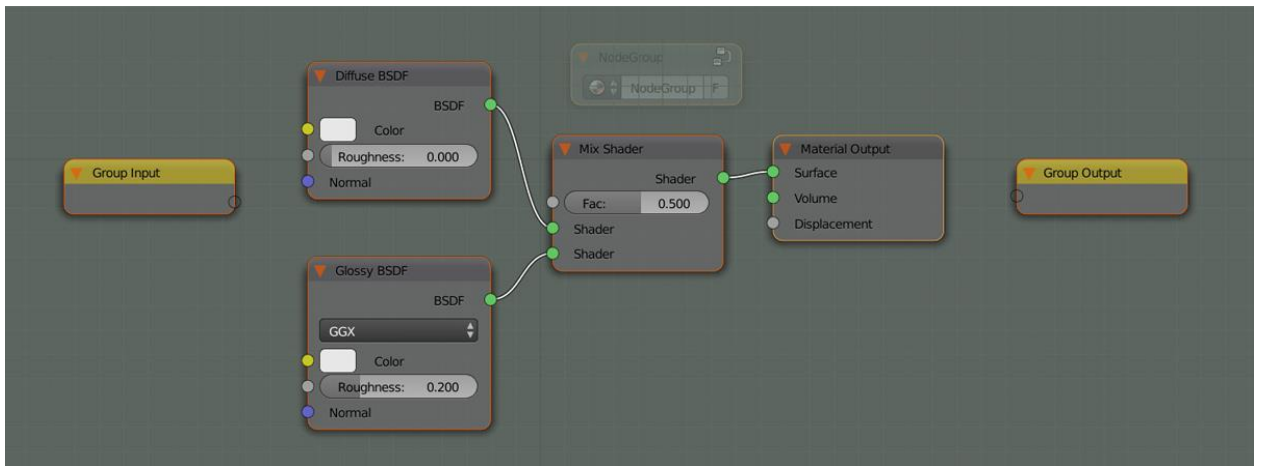 Group Input
Diffuse BSDF
BSDF
Color
Roughness: 0.000
Normal
Glossy BSDF
BSDF
GGX
Color
Roughness: 0.200
Normal
NodeGroup
NodeGroup F
Mix Shader
Shader
Fac: 0.500
Shader
Shader
Material Output
Surface
Volume
Displacement
Group Output